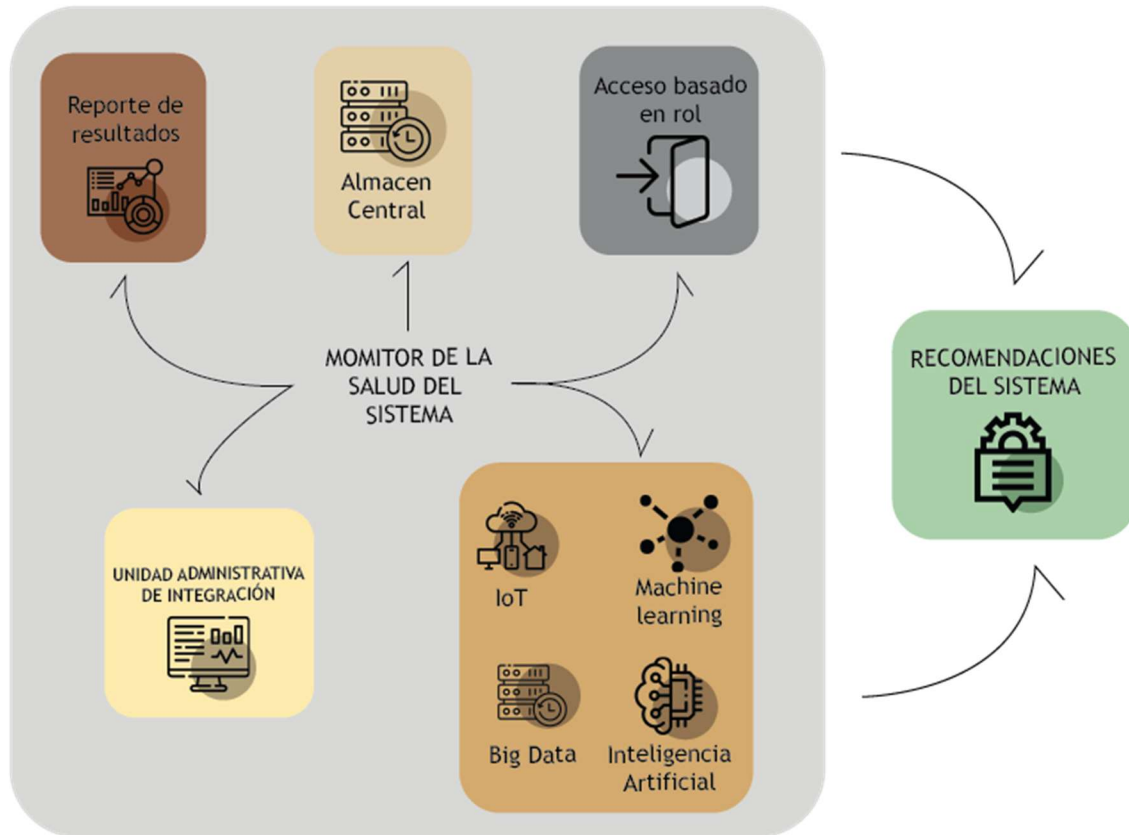 Reporte de
resultados
Almacen
Central
Acceso basado
en rol
MOMITOR DE LA
SALUD DEL
SISTEMA
RECOMENDACIONES
DEL SISTEMA
UNIDAD ADMINISTRATIVA
DE INTEGRACIÓN
IoT
Machine
learning
Big Data
Inteligencia
Artificial